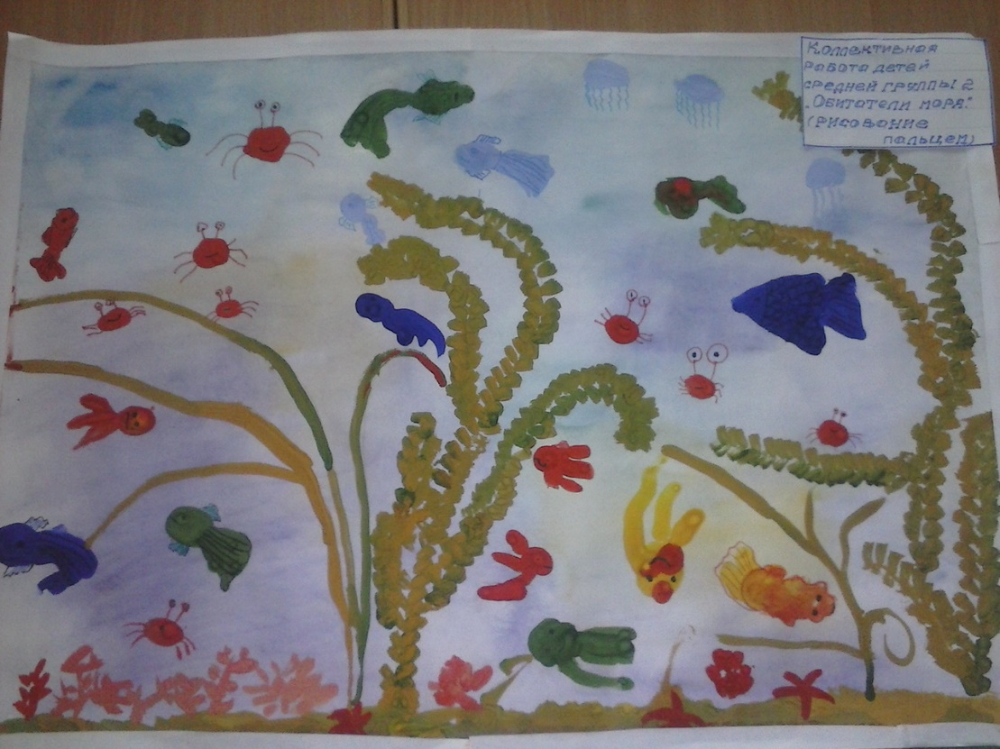 Коллективная
работа детей
средней группы 2
„Обитатели моря."
(рисование
пальцем)